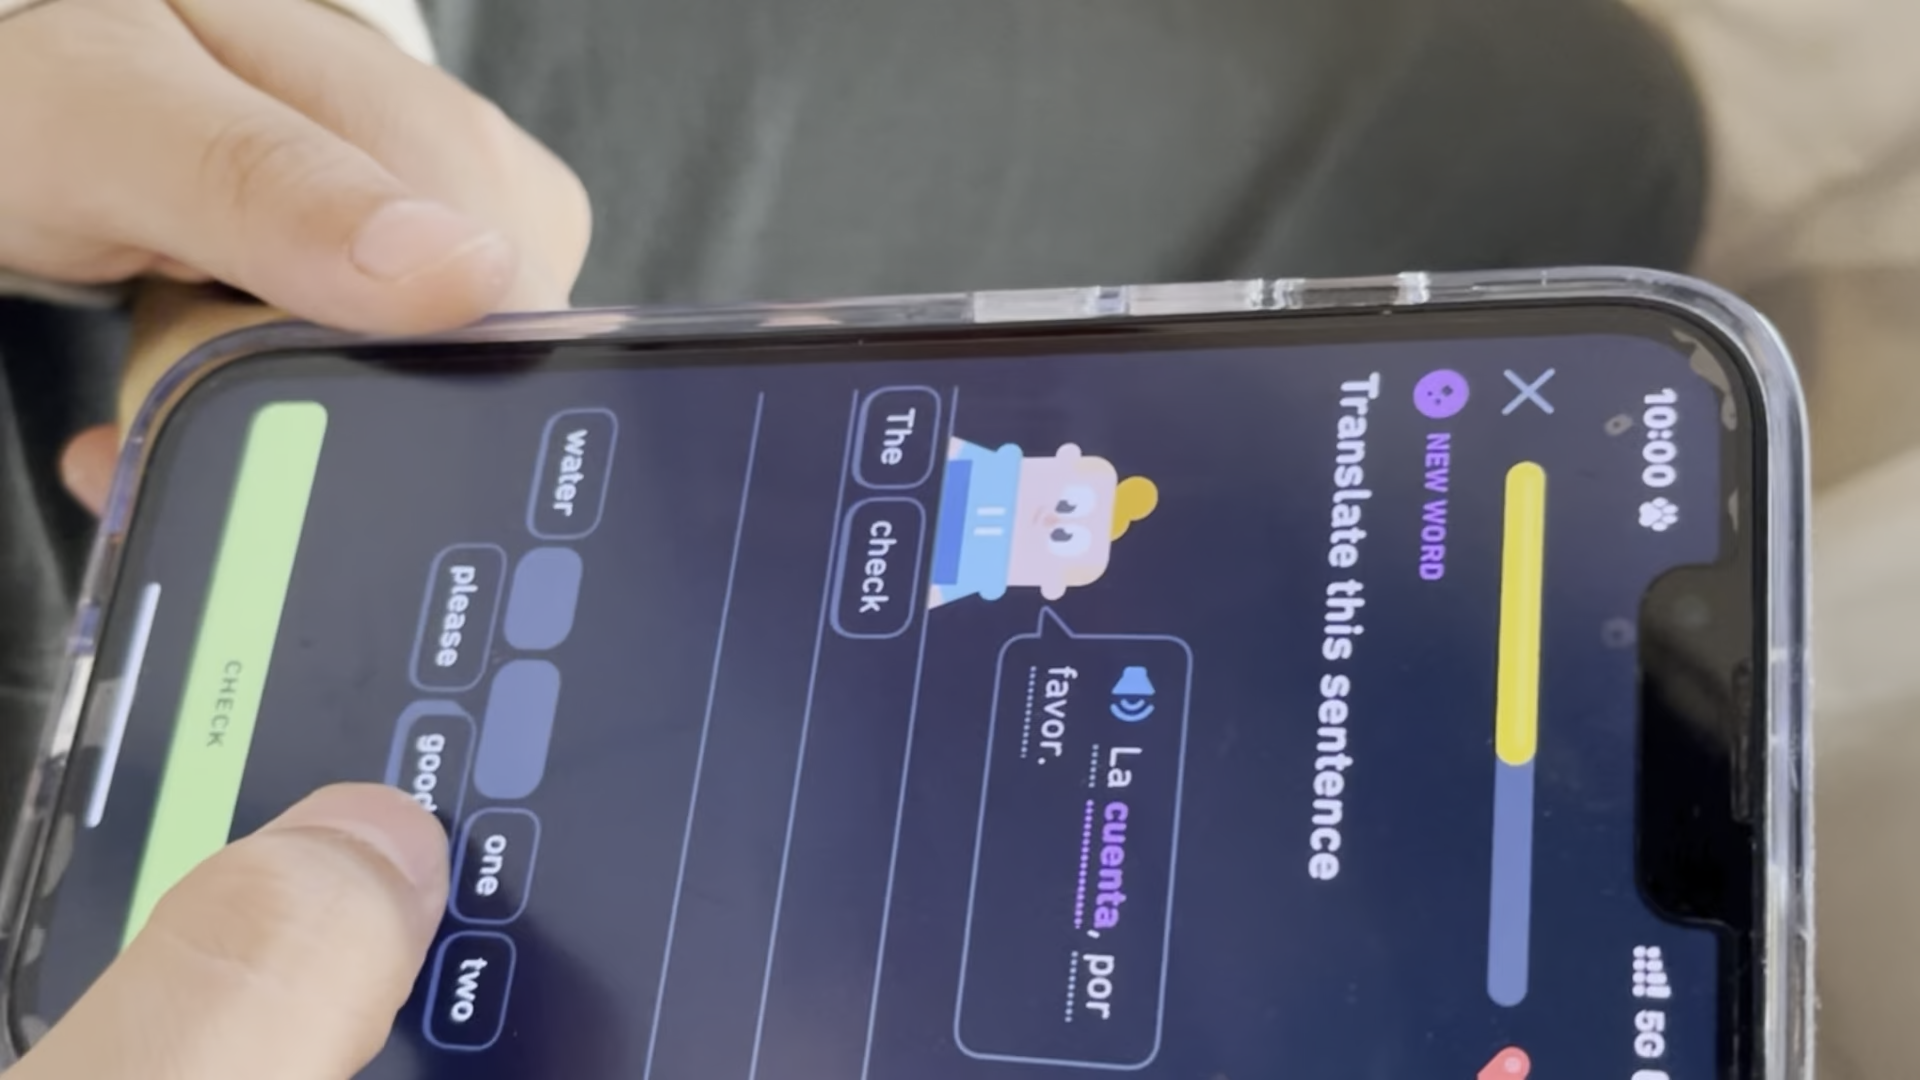 10:00
5G
NEW WORD
Translate this sentence
La cuenta, por
favor.
The check
water one two
please good
CHECK